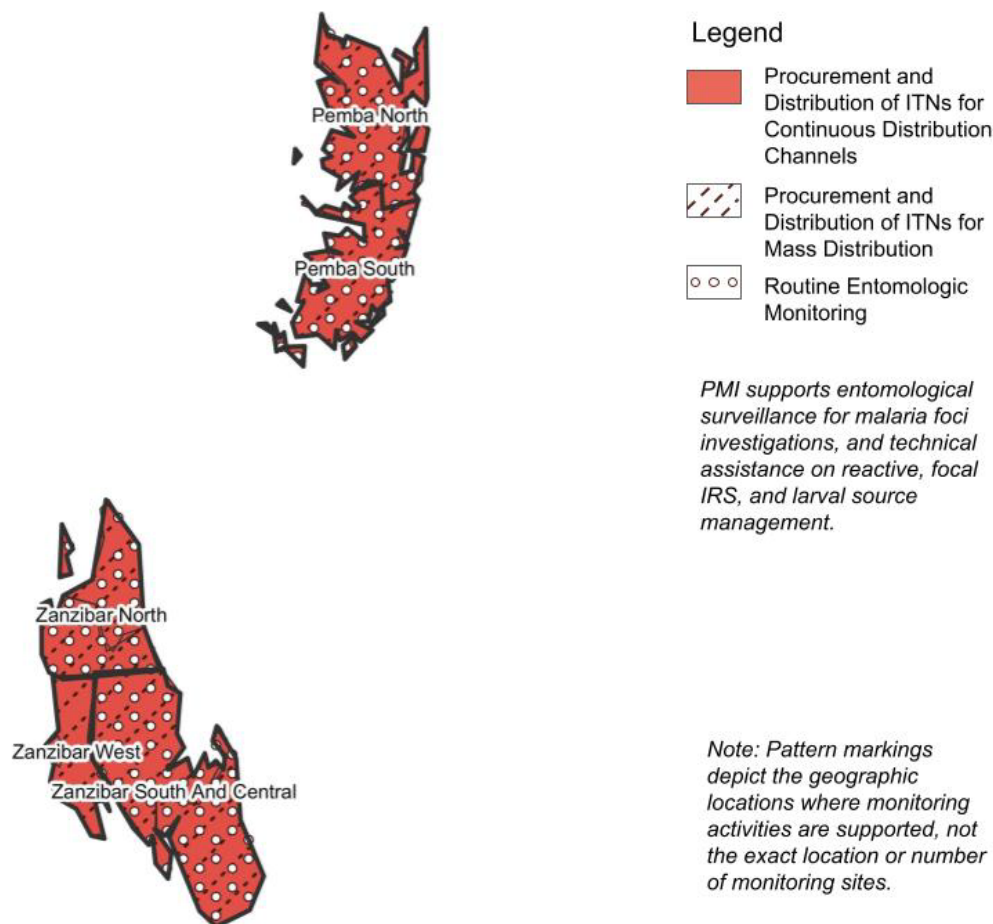 Legend
Procurement and
Distribution of ITNs for
Continuous Distribution
Channels
Procurement and
Distribution of ITNs for
Mass Distribution
Routine Entomologic
Monitoring
PMI supports entomological
surveillance for malaria foci
investigations, and technical
assistance on reactive, focal
IRS, and larval source
management.
Note: Pattern markings
depict the geographic
locations where monitoring
activities are supported, not
the exact location or number
of monitoring sites.
Pemba North
Pemba South
Zanzibar North
Zanzibar West
Zanzibar South And Central